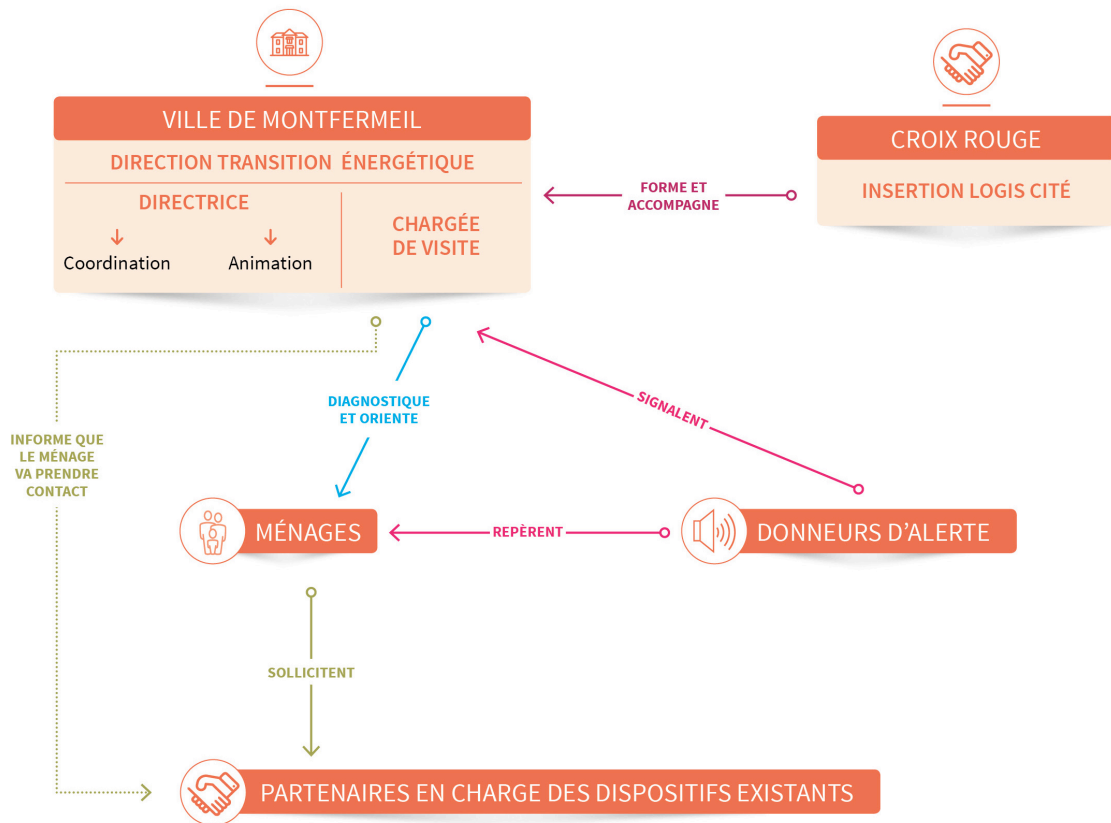 VILLE DE MONTFERMEIL
DIRECTION TRANSITION ÉNERGÉTIQUE
DIRECTRICE
Coordination
Animation
CHARGÉE
DE VISITE
FORME ET
ACCOMPAGNE
CROIX ROUGE
INSERTION LOGIS CITÉ
DIAGNOSTIQUE
ET ORIENTE
SIGNALENT
INFORME QUE
LE MÉNAGE
VA PRENDRE
CONTACT
MÉNAGES
REPÈRENT
DONNEURS D’ALERTE
SOLLICITENT
PARTENAIRES EN CHARGE DES DISPOSITIFS EXISTANTS